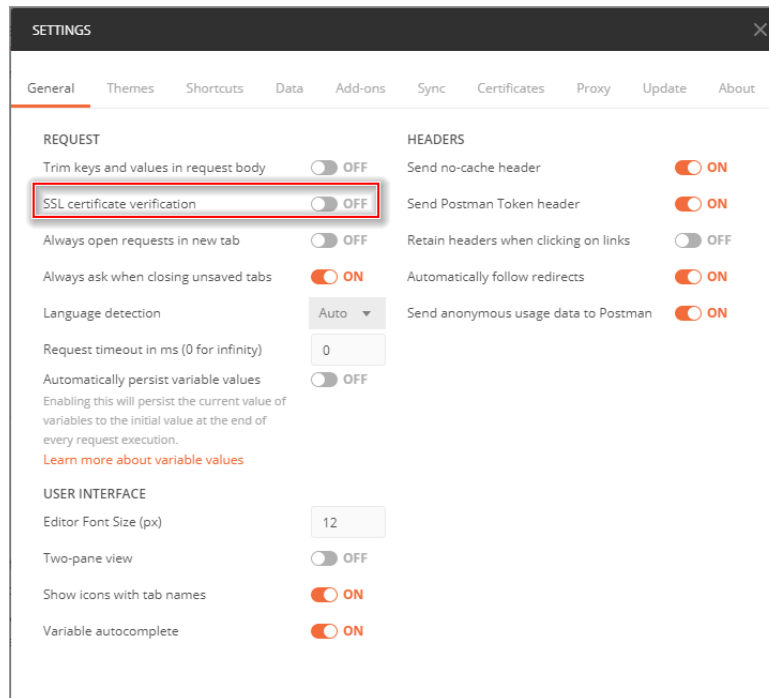 SETTINGS
General Themes Shortcuts Data Add-ons Sync Certificates Proxy Update About
REQUEST
Trim keys and values in request body OFF
SSL certificate verification OFF
Always open requests in new tab OFF
Always ask when closing unsaved tabs ON
Language detection Auto
Request timeout in ms (0 for infinity) 0
Automatically persist variable values OFF
Enabling this will persist the current value of
variables to the initial value at the end of
every request execution.
Learn more about variable values
USER INTERFACE
Editor Font Size (px) 12
Two-pane view OFF
Show icons with tab names ON
Variable autocomplete ON
HEADERS
Send no-cache header ON
Send Postman Token header ON
Retain headers when clicking on links OFF
Automatically follow redirects ON
Send anonymous usage data to Postman ON